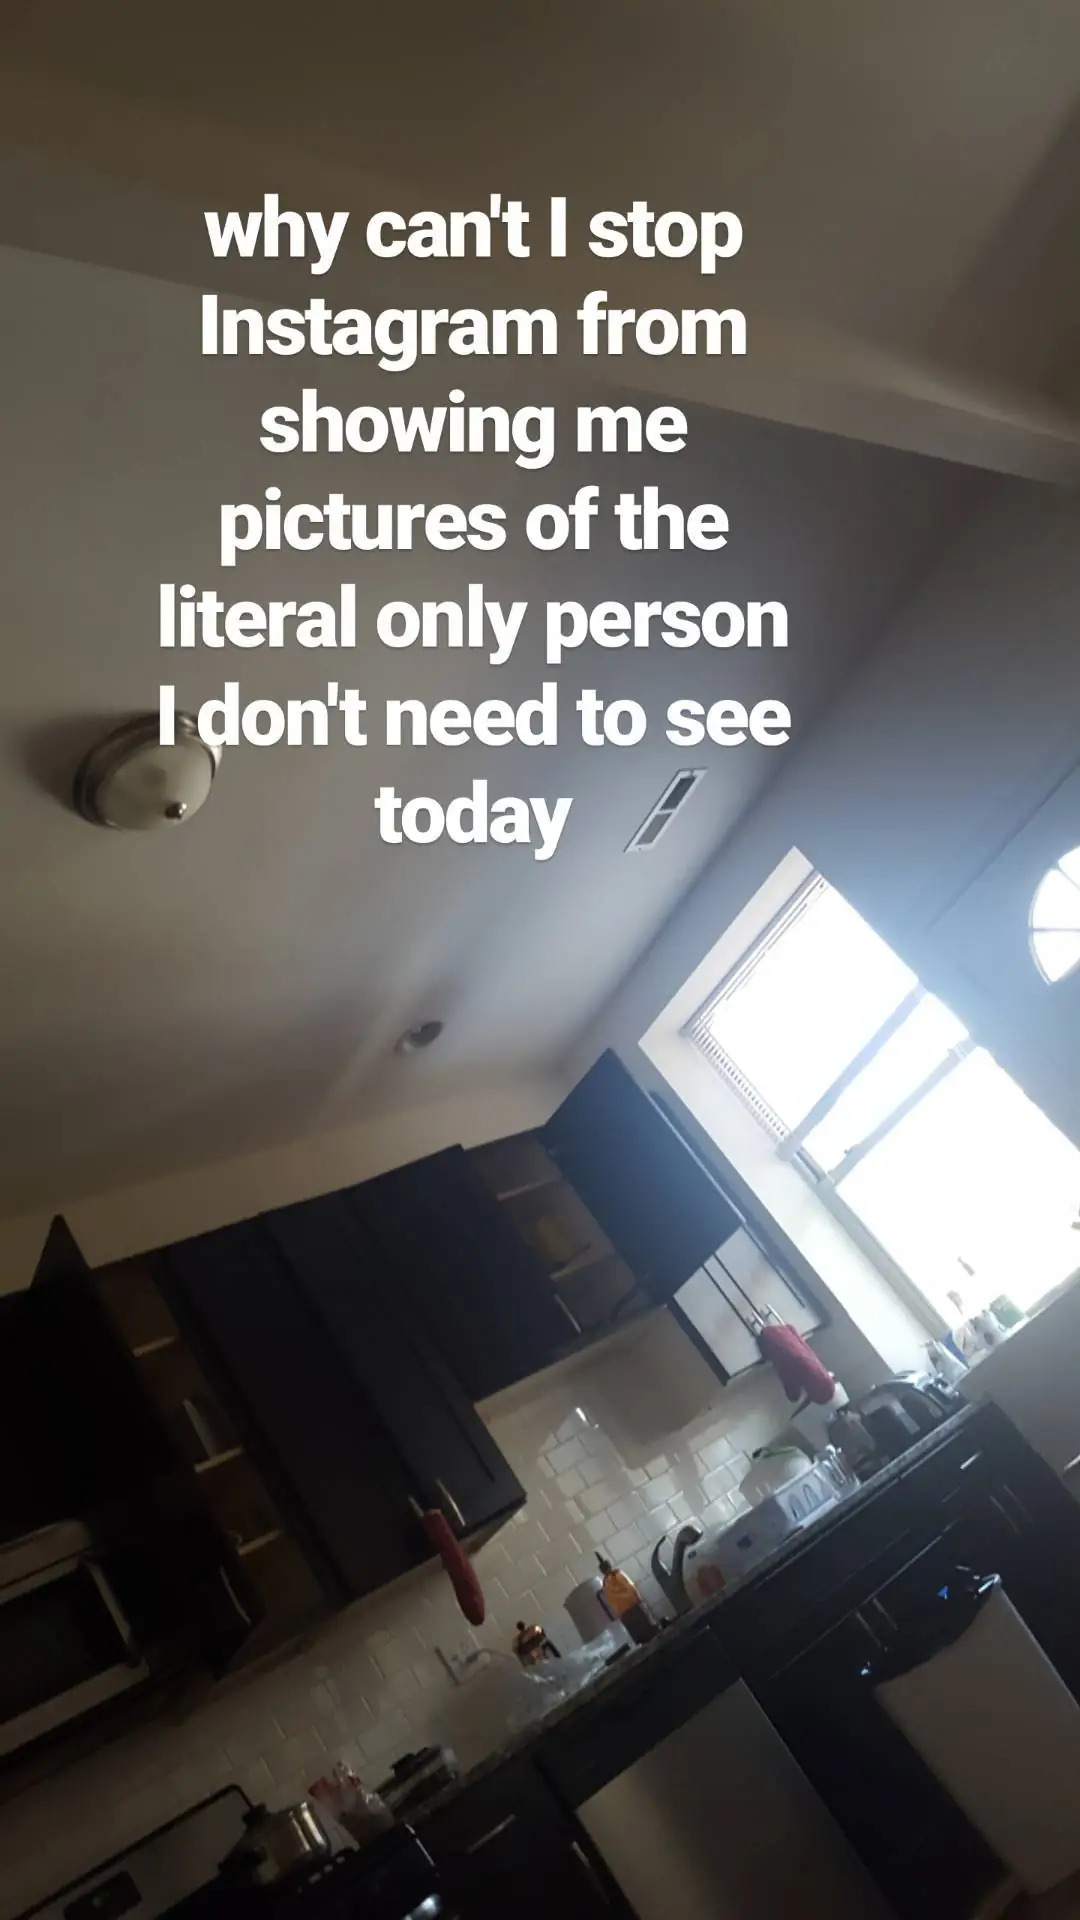 why can't I stop
Instagram from
showing me
pictures of the
literal only person
I don't need to see
today